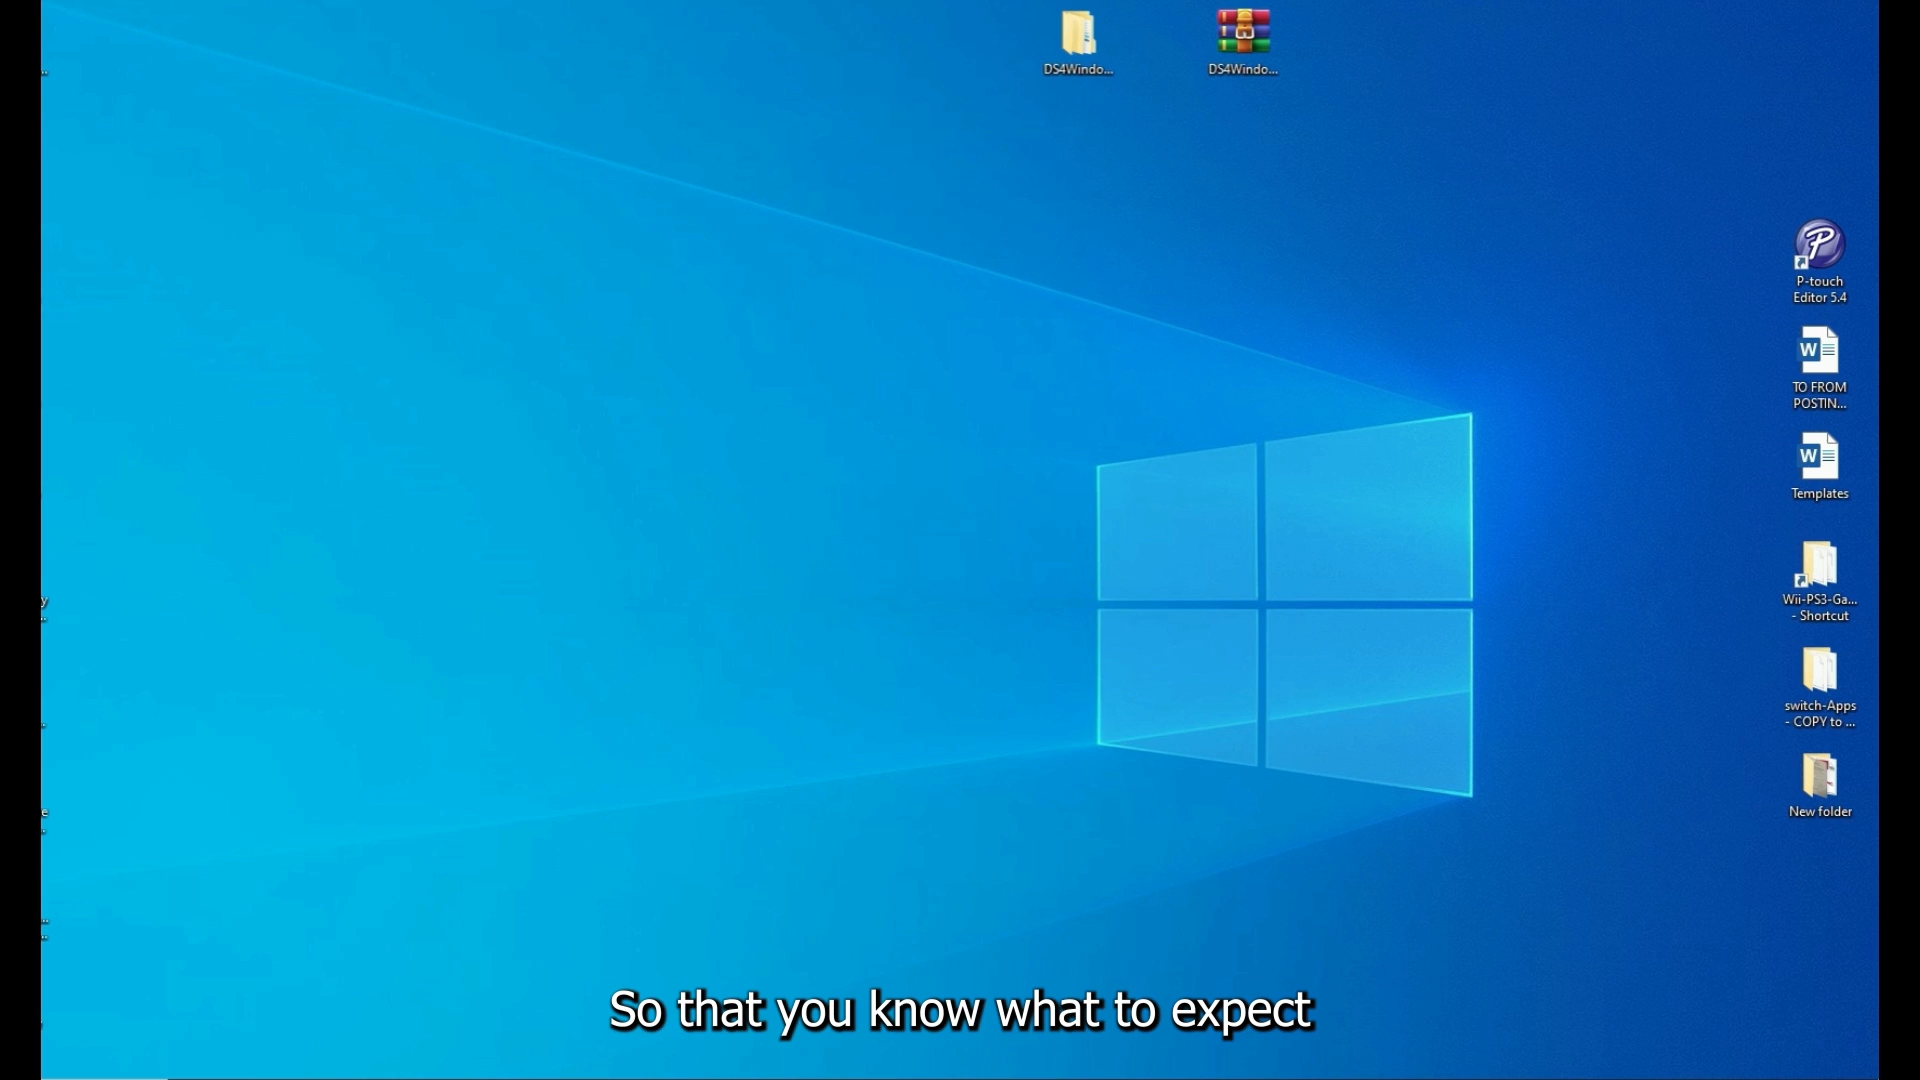 DS4Windo...
DS4Windo...
P-touch
Editor 5.4
TO FROM
POSTIN...
Templates
Wii-PS3-Ga...
- Shortcut
switch-Apps
- COPY to ...
New folder
So that you know what to expect